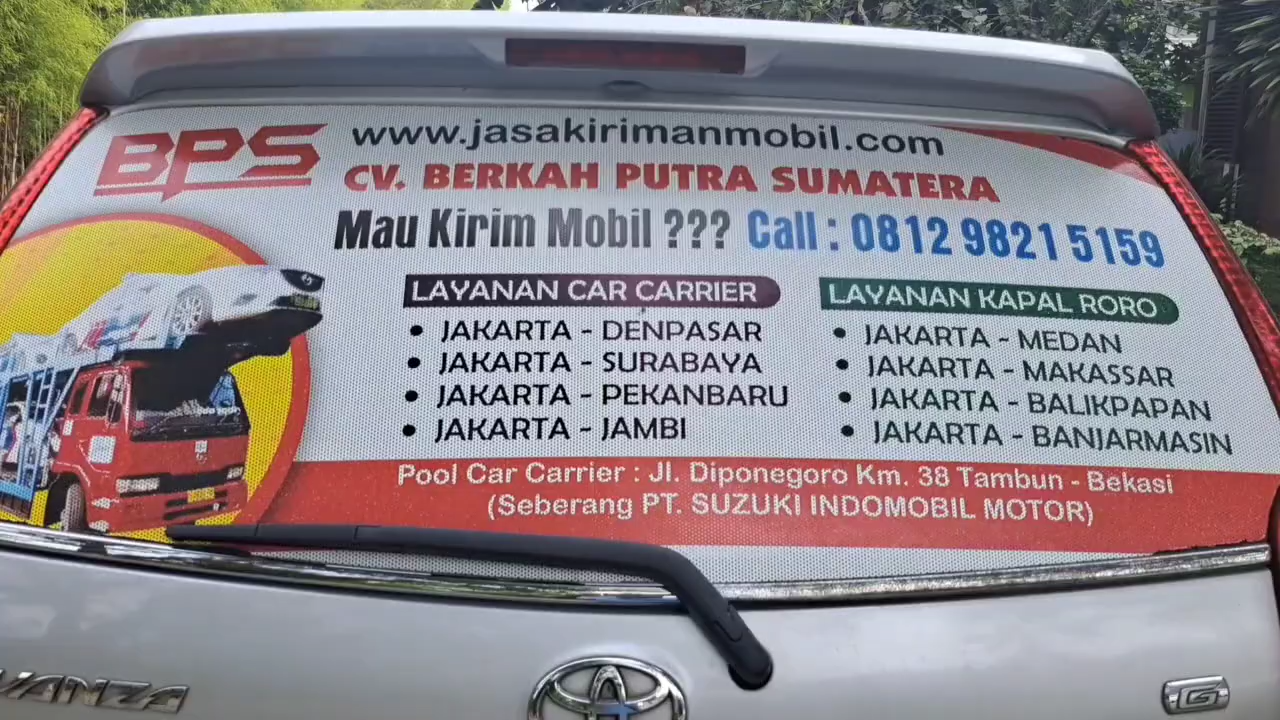 BPS
www.jasakirimanmobil.com
CV. BERKAH PUTRA SUMATERA
Mau Kirim Mobil ??? Call : 0812 9821 5159
LAYANAN CAR CARRIER
• JAKARTA - DENPASAR
• JAKARTA - SURABAYA
• JAKARTA - PEKANBARU
• JAKARTA - JAMBI
LAYANAN KAPAL RORO
• JAKARTA - MEDAN
• JAKARTA - MAKASSAR
• JAKARTA - BALIKPAPAN
• JAKARTA - BANJARMASIN
Pool Car Carrier : Jl. Diponegoro Km. 38 Tambun - Bekasi
(Seberang PT. SUZUKI INDOMOBIL MOTOR)
VANZA
G